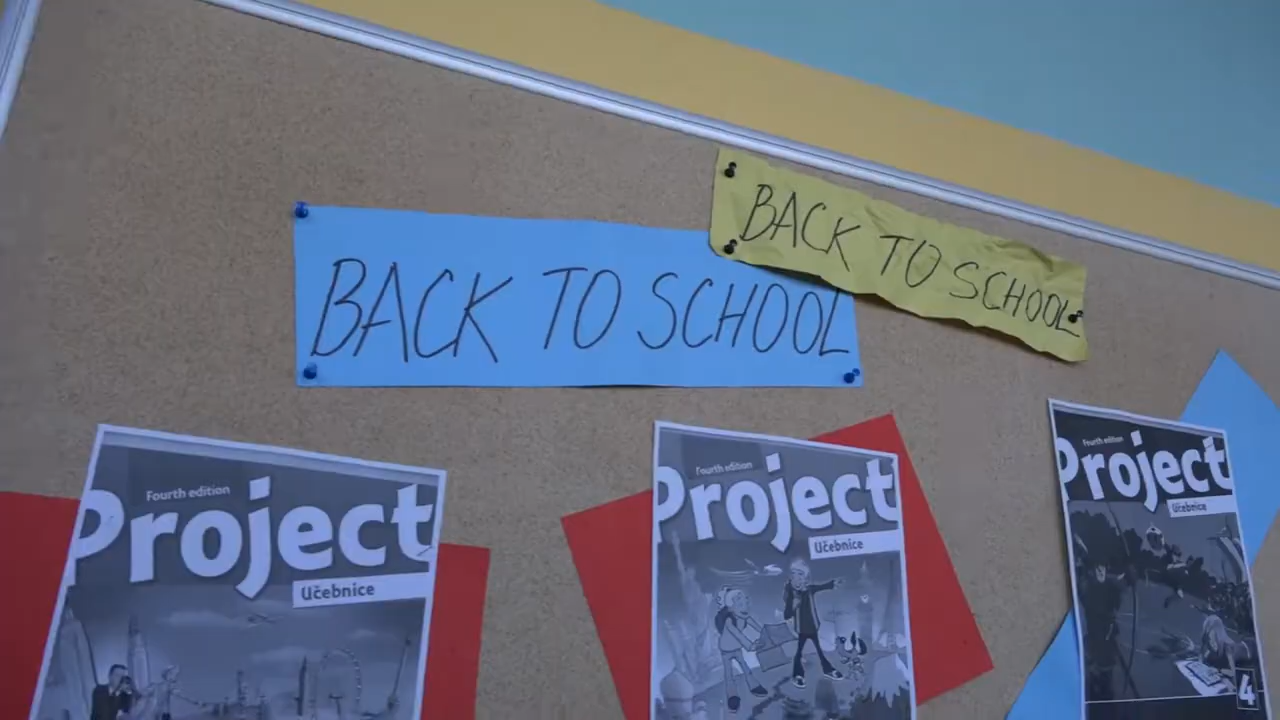 BACK TO SCHOOL
BACK TO SCHOOL
Fourth edition
Project
Učebnice
Fourth edition
Project
Učebnice
Fourth edition
Project
Učebnice
4